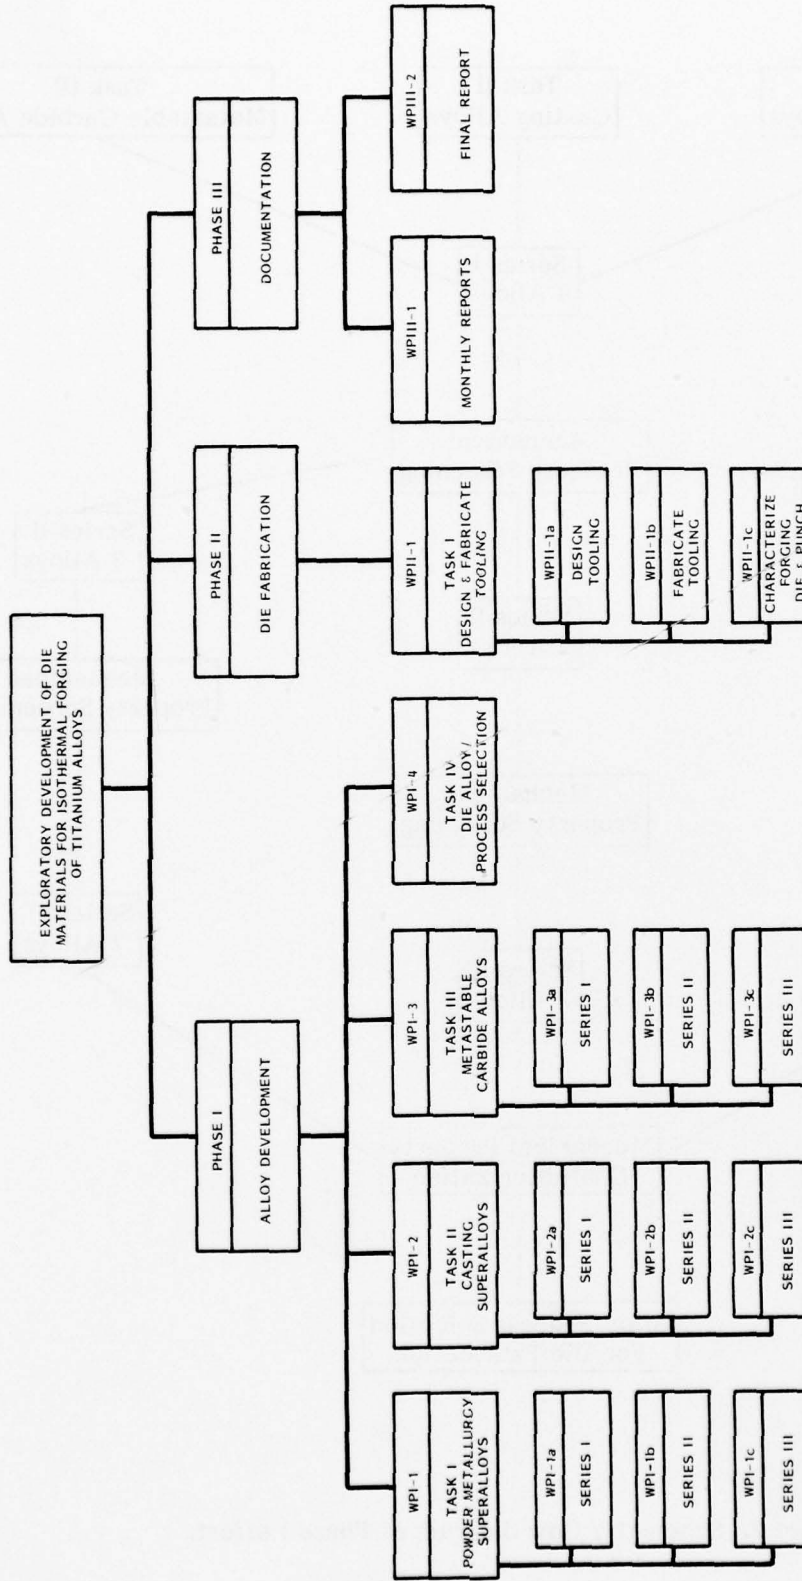 EXPLORATORY DEVELOPMENT OF DIE
MATERIALS FOR ISOTHERMAL FORGING
OF TITANIUM ALLOYS
PHASE I
ALLOY DEVELOPMENT
PHASE II
DIE FABRICATION
PHASE III
DOCUMENTATION
WPI-1
TASK I
POWDER METALLURGY
SUPERALLOYS
WPI-2
TASK II
CASTING
SUPERALLOYS
WPI-3
TASK III
METASTABLE
CARBIDE ALLOYS
WPI-4
TASK IV
DIE ALLOY/
PROCESS SELECTION
WPII-1
TASK I
DESIGN & FABRICATE
TOOLING
WPIII-1
MONTHLY REPORTS
WPIII-2
FINAL REPORT
WPI-1a
SERIES I
WPI-2a
SERIES I
WPI-3a
SERIES I
WPII-1a
DESIGN
TOOLING
WPI-1b
SERIES II
WPI-2b
SERIES II
WPI-3b
SERIES II
WPII-1b
FABRICATE
TOOLING
WPI-1c
SERIES III
WPI-2c
SERIES III
WPI-3c
SERIES III
WPII-1c
CHARACTERIZE
FORGING
DIE & PUNCH